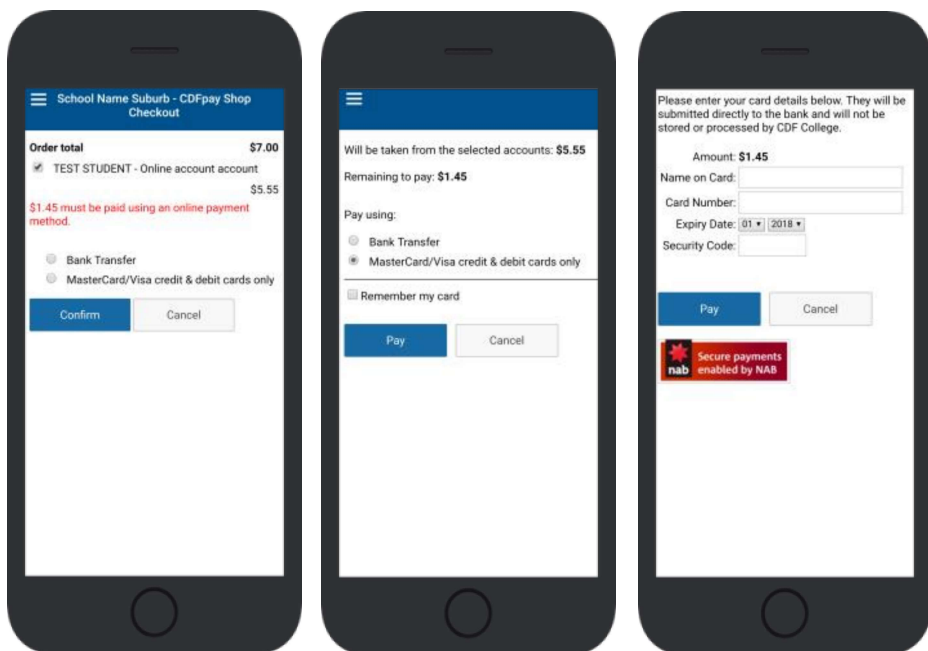 School Name Suburb - CDFpay Shop
Checkout
Order total $7.00
TEST STUDENT - Online account account
$5.55
$1.45 must be paid using an online payment
method.
Bank Transfer
MasterCard/Visa credit & debit cards only
Confirm Cancel
Will be taken from the selected accounts: $5.55
Remaining to pay: $1.45
Pay using:
Bank Transfer
MasterCard/Visa credit & debit cards only
Remember my card
Pay Cancel
Please enter your card details below. They will be
submitted directly to the bank and will not be
stored or processed by CDF College.
Amount: $1.45
Name on Card:
Card Number:
Expiry Date: 01 2018
Security Code:
Pay Cancel
nab Secure payments
enabled by NAB